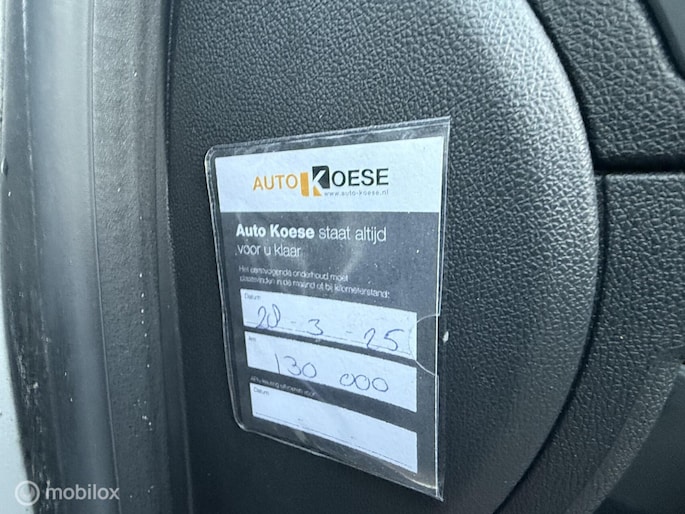 AUTO KOESE
www.auto-koese.nl
Auto Koese staat altijd
voor u klaar
Het eerstvolgende onderhoud moet
plaatsvinden in de maand of bij kilometerstand:
Datum
20-3-25
Km
130 000
Datum
mobilox